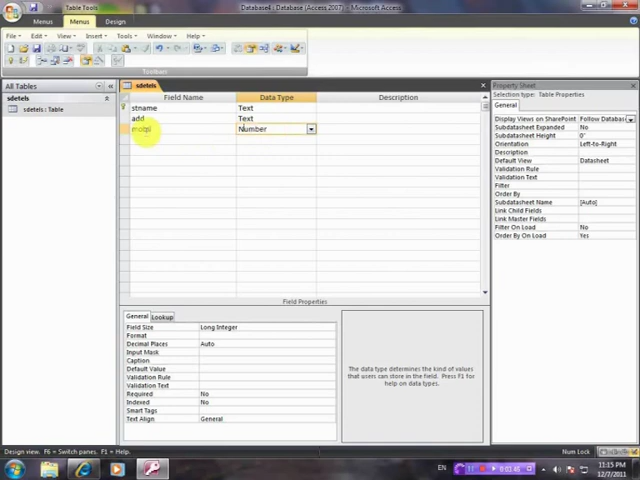 Table Tools
Database4 : Database (Access 2007) - Microsoft Access
Menus Menus Design
File Edit View Insert Tools Window Help
Toolbars
All Tables
sdetels
sdetels : Table
sdetels
Field Name Data Type Description
stname Text
add Text
Number
Field Properties
General Lookup
Field Size Long Integer
Format
Decimal Places Auto
Input Mask
Caption
Default Value
Validation Rule
Validation Text
Required No
Indexed No
Smart Tags
Text Align General
The data type determines the kind of values
that users can store in the field. Press F1 for
help on data types.
Property Sheet
Selection type: Table Properties
General
Display Views on SharePoint Follow Databas
Subdatasheet Expanded No
Subdatasheet Height 0"
Orientation Left-to-Right
Description
Default View Datasheet
Validation Rule
Validation Text
Filter
Order By
Subdatasheet Name [Auto]
Link Child Fields
Link Master Fields
Filter On Load No
Order By On Load Yes
Design view. F6 = Switch panes. F1 = Help.
Num Lock
EN
11:15 PM
12/7/2011